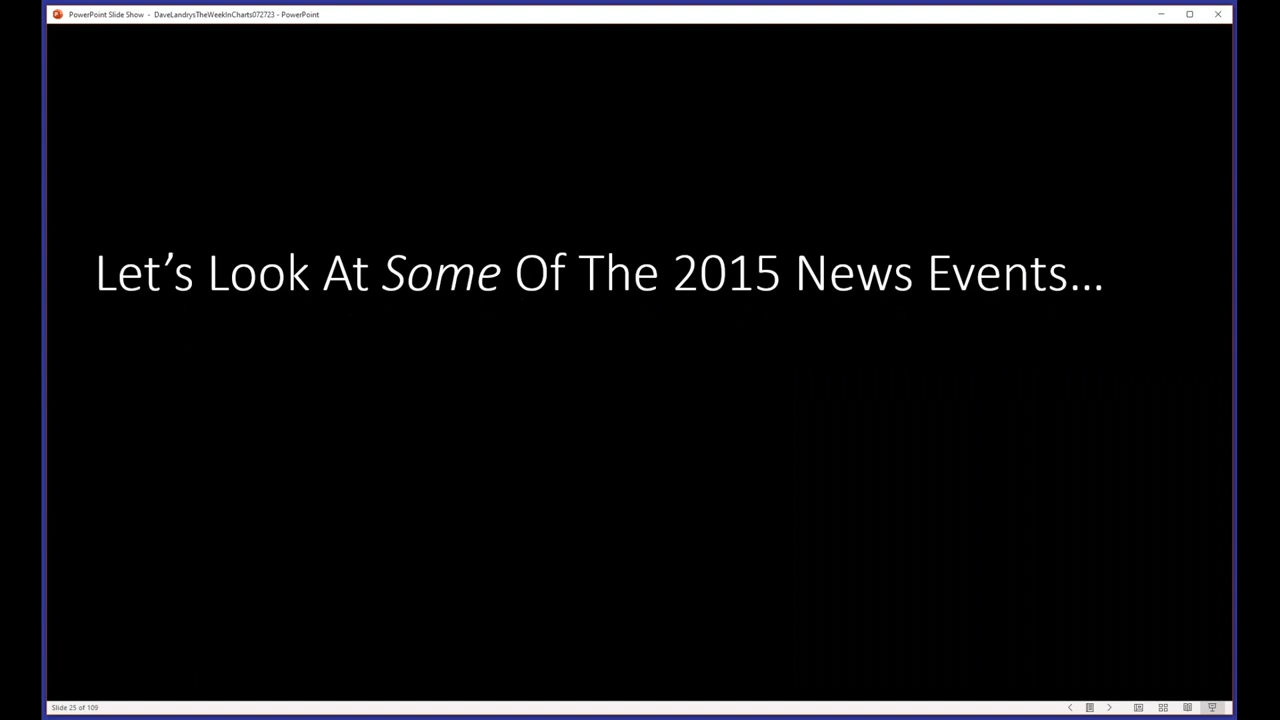 PowerPoint Slide Show - DaveLandrysTheWeekInCharts072723 - PowerPoint
Let's Look At Some Of The 2015 News Events...
Slide 25 of 109